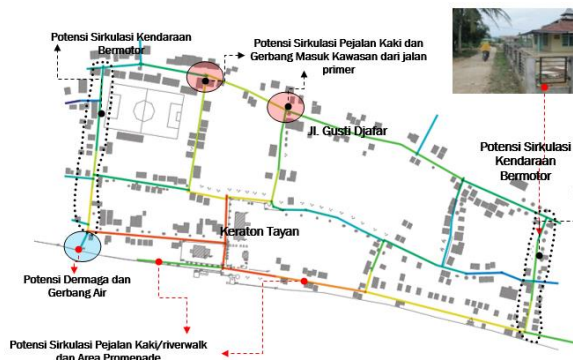 Potensi Sirkulasi Kendaraan
Bermotor
Potensi Sirkulasi Pejalan Kaki dan
Gerbang Masuk Kawasan dari jalan
primer
Jl. Gusti Djafar
Potensi Sirkulasi
Kendaraan
Bermotor
Keraton Tayan
Potensi Dermaga dan
Gerbang Air
Potensi Sirkulasi Pejalan Kaki/riverwalk
dan Area Promenade